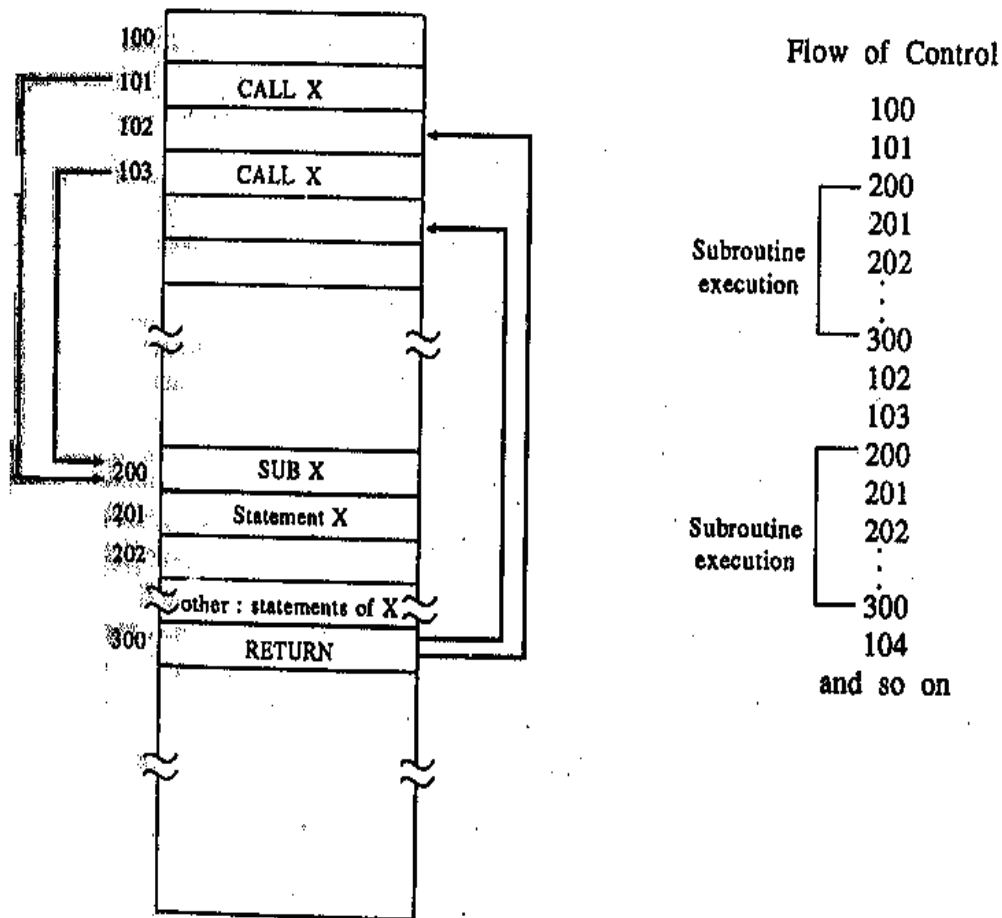 100
101 CALL X
102
103 CALL X
200 SUB X
201 Statement X
202
other : statements of X
300 RETURN
Flow of Control
100
101
200
201
202
300
102
103
200
201
202
300
104
and so on
Subroutine
execution
Subroutine
execution